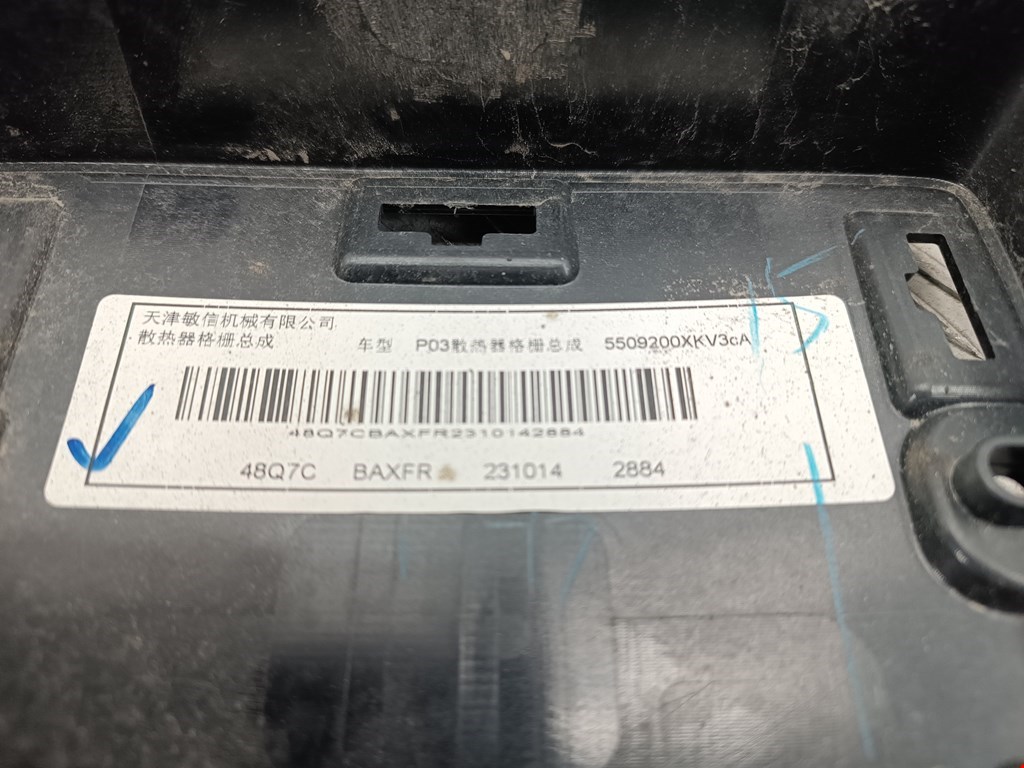 天津敏信机械有限公司
散热器格栅总成 车型 P03散热器格栅总成 5509200XKV3cA
48Q7CBAXFR2310142884
48Q7C BAXFR 231014 2884